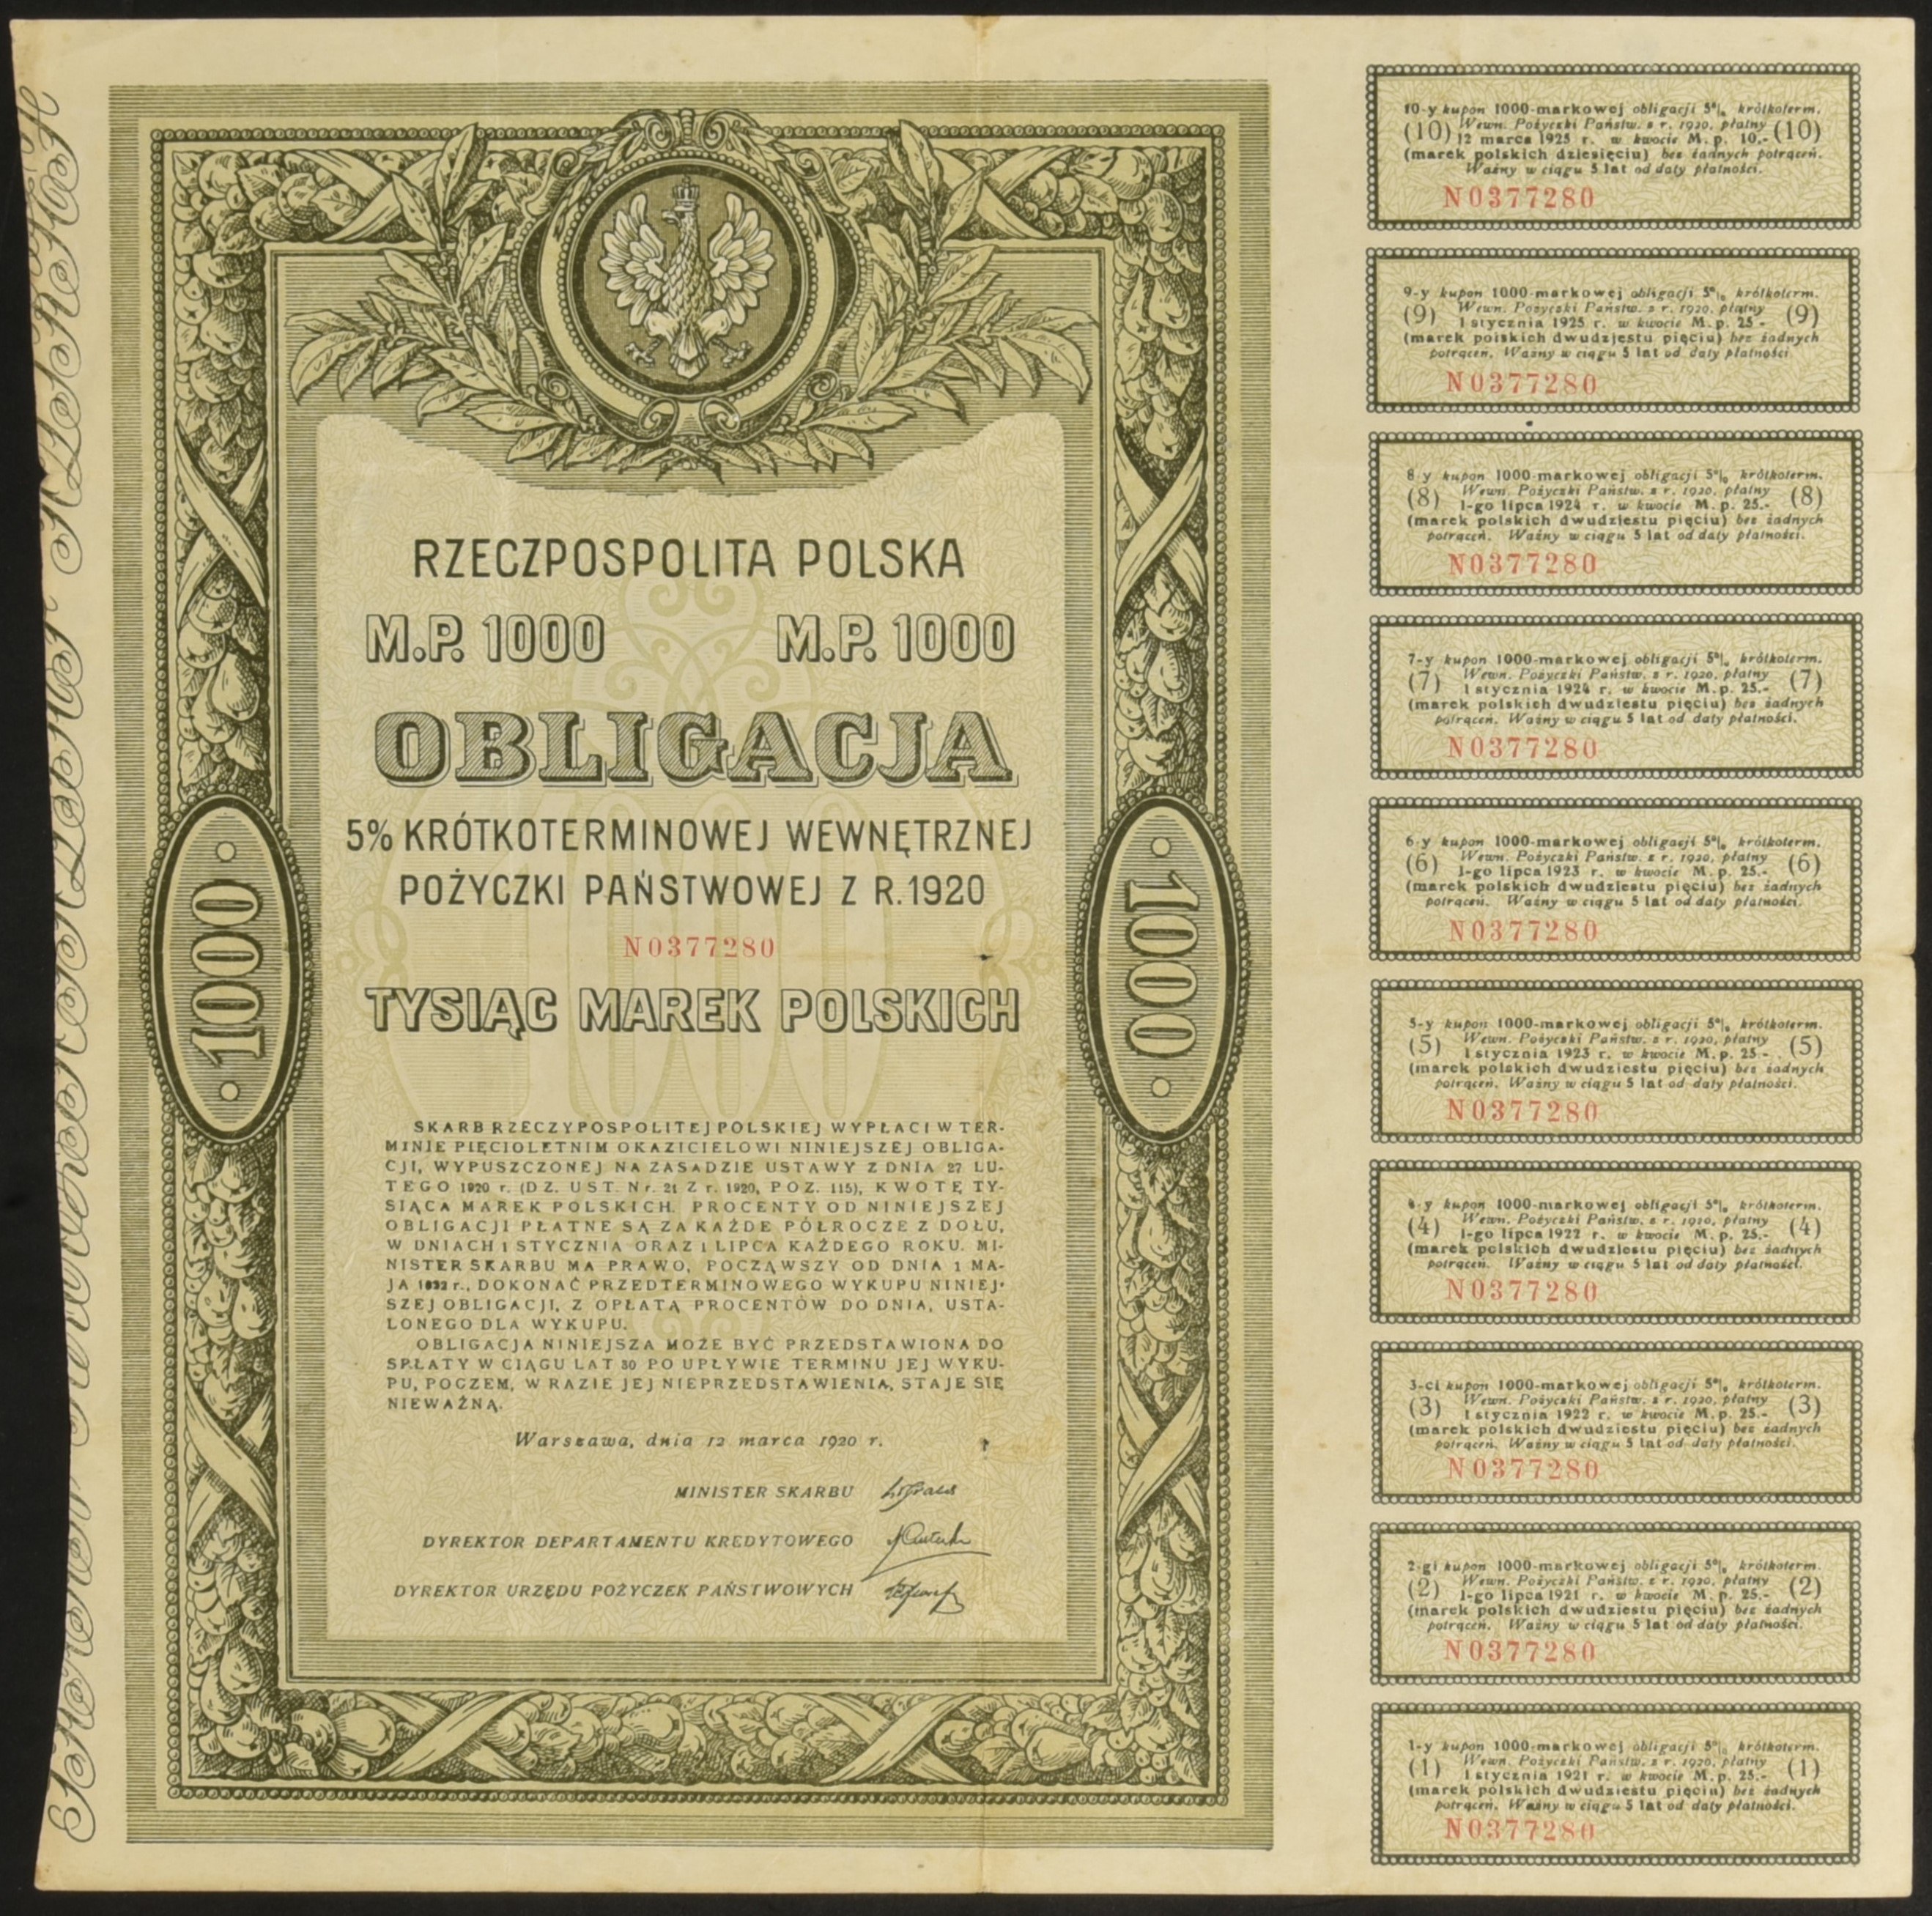 RZECZPOSPOLITA POLSKA
M.P. 1000 M.P. 1000
OBLIGACJA
5% KRÓTKOTERMINOWEJ WEWNĘTRZNEJ
POŻYCZKI PAŃSTWOWEJ Z R. 1920
N0377280
TYSIĄC MAREK POLSKICH
1000
1000
SKARB RZECZYPOSPOLITEJ POLSKIEJ WYPŁACI W TER-
MINIE PIĘCIOLETNIM OKAZICIELOWI NINIEJSZEJ OBLIGA-
CJI, WYPUSZCZONEJ NA ZASADZIE USTAWY Z DNIA 27 LU-
TEGO 1920 r. (DZ. UST. Nr. 21 Z r. 1920, POZ. 115), KWOTĘ TY-
SIĄCA MAREK POLSKICH. PROCENTY OD NINIEJSZEJ
OBLIGACJI PŁATNE SĄ ZA KAŻDE PÓŁROCZE Z DOŁU,
W DNIACH 1 STYCZNIA ORAZ 1 LIPCA KAŻDEGO ROKU. MI-
NISTER SKARBU MA PRAWO, POCZĄWSZY OD DNIA 1 MA-
JA 1922 r., DOKONAĆ PRZEDTERMINOWEGO WYKUPU NINIEJ-
SZEJ OBLIGACJI, Z OPŁATĄ PROCENTÓW DO DNIA, USTA-
LONEGO DLA WYKUPU.
OBLIGACJA NINIEJSZA MOŻE BYĆ PRZEDSTAWIONA DO
SPŁATY W CIĄGU LAT 30 PO UPŁYWIE TERMINU JEJ WYKU-
PU, POCZEM, W RAZIE JEJ NIEPRZEDSTAWIENIA, STAJE SIĘ
NIEWAŻNĄ.
Warszawa, dnia 12 marca 1920 r.
MINISTER SKARBU
DYREKTOR DEPARTAMENTU KREDYTOWEGO
DYREKTOR URZĘDU POŻYCZEK PAŃSTWOWYCH
10-y kupon 1000-markowej obligacji 5% krótkoterm.
(10) Wewn. Pożyczki Państw. z r. 1920, płatny (10)
12 marca 1925 r. w kwocie M. p. 10.-
(marek polskich dziesięciu) bez żadnych potrąceń.
Ważny w ciągu 5 lat od daty płatności.
N0377280
9-y kupon 1000-markowej obligacji 5% krótkoterm.
(9) Wewn. Pożyczki Państw. z r. 1920, płatny (9)
1 stycznia 1925 r. w kwocie M. p. 25-
(marek polskich dwudziestu pięciu) bez żadnych
potrąceń. Ważny w ciągu 5 lat od daty płatności.
N0377280
8 y kupon 1000-markowej obligacji 5% krótkoterm.
(8) Wewn. Pożyczki Państw. z r. 1920, płatny (8)
1-go lipca 1924 r. w kwocie M. p. 25.-
(marek polskich dwudziestu pięciu) bez żadnych
potrąceń. Ważny w ciągu 5 lat od daty płatności.
N0377280
7-y kupon 1000-markowej obligacji 5% krótkoterm.
(7) Wewn. Pożyczki Państw. z r. 1920, płatny (7)
1 stycznia 1924 r. w kwocie M. p. 25.-
(marek polskich dwudziestu pięciu) bez żadnych
potrąceń. Ważny w ciągu 5 lat od daty płatności.
N0377280
6-y kupon 1000-markowej obligacji 5% krótkoterm.
(6) Wewn. Pożyczki Państw. z r. 1920, płatny (6)
1-go lipca 1923 r. w kwocie M. p. 25.-
(marek polskich dwudziestu pięciu) bez żadnych
potrąceń. Ważny w ciągu 5 lat od daty płatności.
N0377280
5-y kupon 1000-markowej obligacji 5% krótkoterm.
(5) Wewn. Pożyczki Państw. z r. 1920, płatny (5)
1 stycznia 1923 r. w kwocie M. p. 25-
(marek polskich dwudziestu pięciu) bez żadnych
potrąceń. Ważny w ciągu 5 lat od daty płatności.
N0377280
4-y kupon 1000-markowej obligacji 5% krótkoterm.
(4) Wewn. Pożyczki Państw. z r. 1920, płatny (4)
1-go lipca 1922 r. w kwocie M. p. 25.-
(marek polskich dwudziestu pięciu) bez żadnych
potrąceń. Ważny w ciągu 5 lat od daty płatności.
N0377280
3-ci kupon 1000-markowej obligacji 5% krótkoterm.
(3) Wewn. Pożyczki Państw. z r. 1920, płatny (3)
1 stycznia 1922 r. w kwocie M. p. 25.-
(marek polskich dwudziestu pięciu) bez żadnych
potrąceń. Ważny w ciągu 5 lat od daty płatności.
N0377280
2-gi kupon 1000-markowej obligacji 5% krótkoterm.
(2) Wewn. Pożyczki Państw. z r. 1920, płatny (2)
1-go lipca 1921 r. w kwocie M. p. 25.-
(marek polskich dwudziestu pięciu) bez żadnych
potrąceń. Ważny w ciągu 5 lat od daty płatności.
N0377280
1-y kupon 1000-markowej obligacji 5% krótkoterm.
(1) Wewn. Pożyczki Państw. z r. 1920, płatny (1)
1 stycznia 1921 r. w kwocie M. p. 25.-
(marek polskich dwudziestu pięciu) bez żadnych
potrąceń. Ważny w ciągu 5 lat od daty płatności.
N0377280